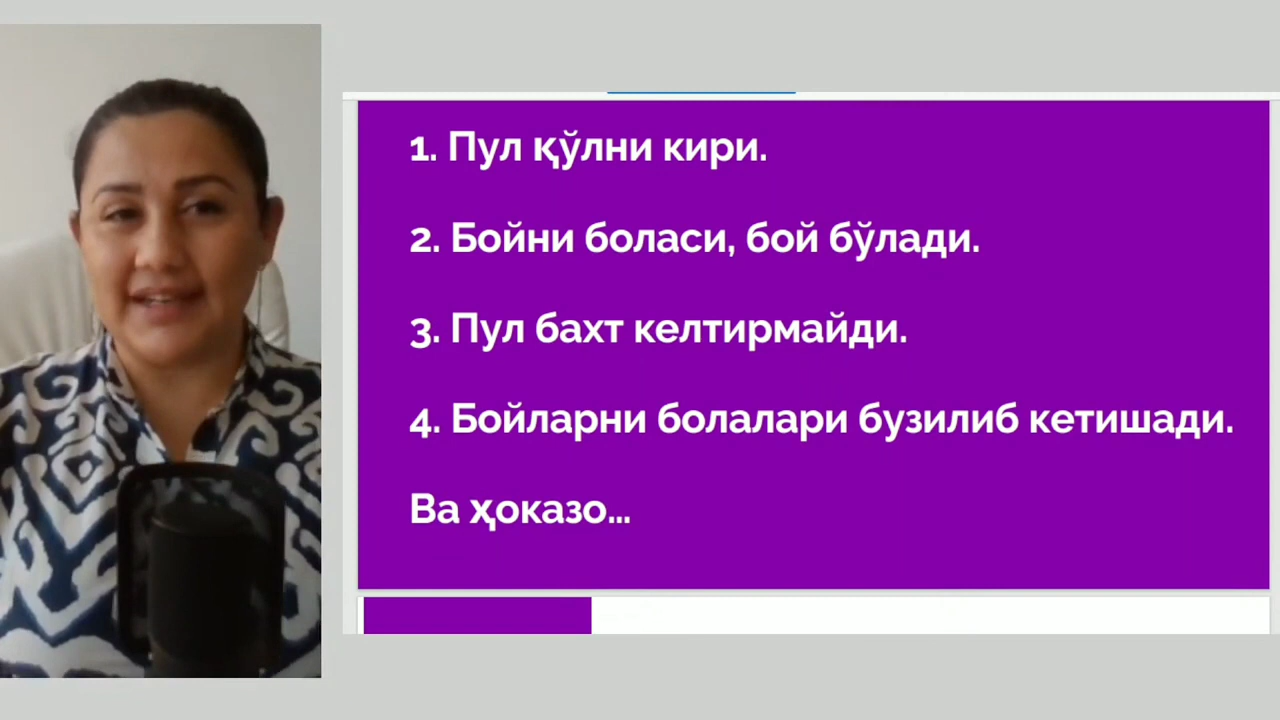 1. Пул қўлни кири.
2. Бойни боласи, бой бўлади.
3. Пул бахт келтирмайди.
4. Бойларни болалари бузилиб кетишади.
Ва ҳоказо...